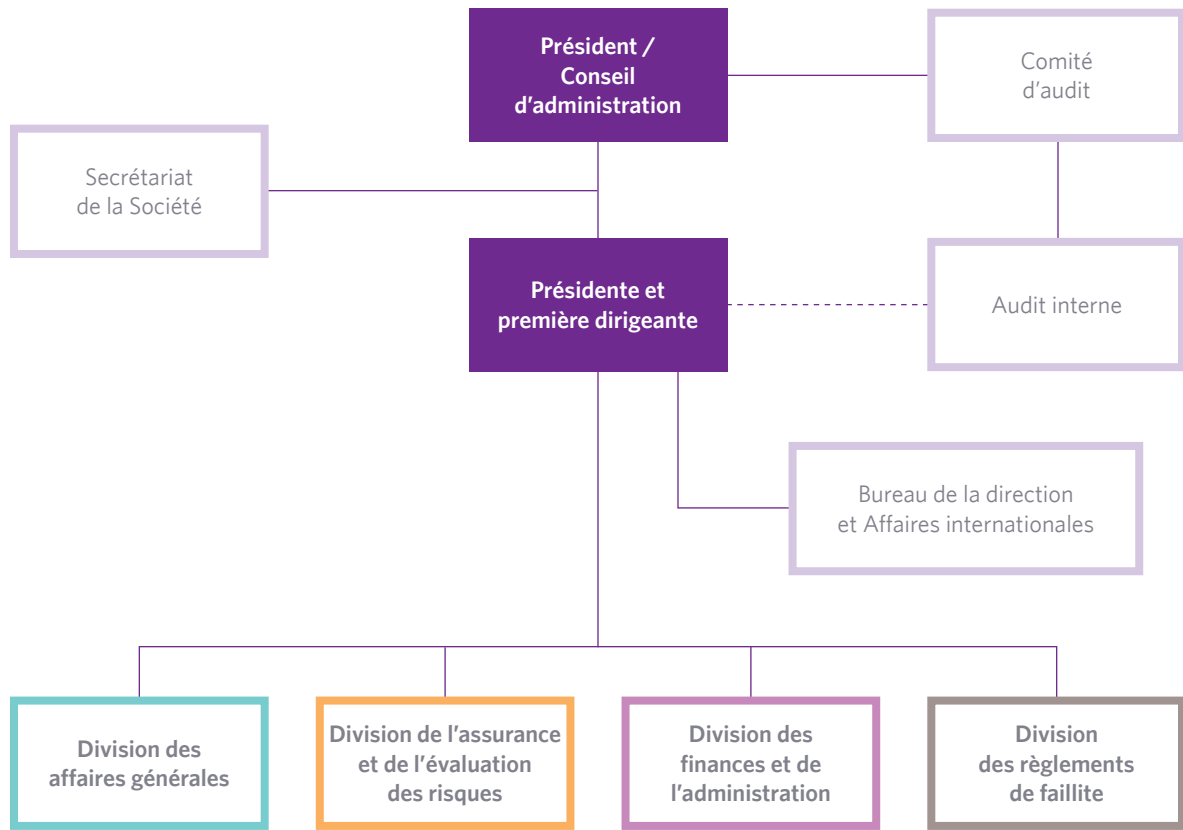 Président /
Conseil
d'administration
Comité
d'audit
Secrétariat
de la Société
Présidente et
première dirigeante
Audit interne
Bureau de la direction
et Affaires internationales
Division des
affaires générales
Division de l'assurance
et de l'évaluation
des risques
Division des
finances et de
l'administration
Division
des règlements
de faillite